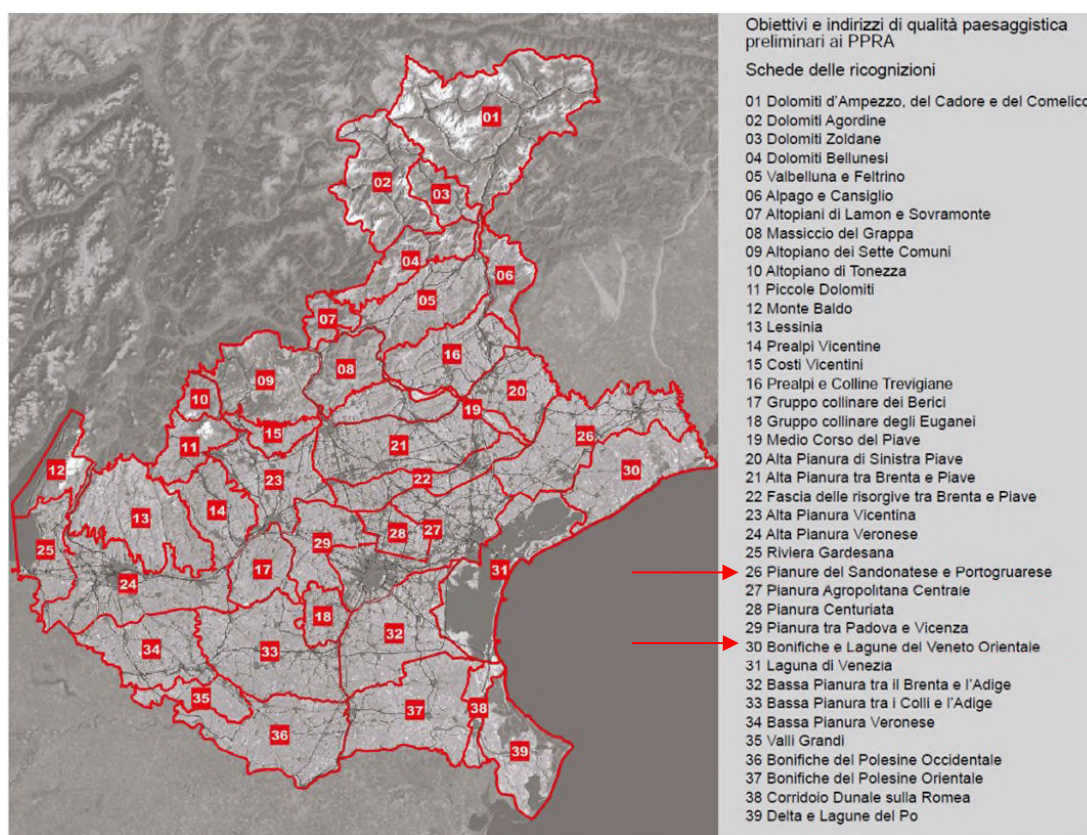 Obiettivi e indirizzi di qualità paesaggistica
preliminari ai PPRA
Schede delle ricognizioni
01 Dolomiti d'Ampezzo, del Cadore e del Comelico
02 Dolomiti Agordine
03 Dolomiti Zoldane
04 Dolomiti Bellunesi
05 Valbelluna e Feltrino
06 Alpago e Cansiglio
07 Altopiani di Lamon e Sovramonte
08 Massiccio del Grappa
09 Altopiano dei Sette Comuni
10 Altopiano di Tonezza
11 Piccole Dolomiti
12 Monte Baldo
13 Lessinia
14 Prealpi Vicentine
15 Costi Vicentini
16 Prealpi e Colline Trevigiane
17 Gruppo collinare dei Berici
18 Gruppo collinare degli Euganei
19 Medio Corso del Piave
20 Alta Pianura di Sinistra Piave
21 Alta Pianura tra Brenta e Piave
22 Fascia delle risorgive tra Brenta e Piave
23 Alta Pianura Vicentina
24 Alta Pianura Veronese
25 Riviera Gardesana
26 Pianure del Sandonatese e Portogruarese
27 Pianura Agropolitana Centrale
28 Pianura Centuriata
29 Pianura tra Padova e Vicenza
30 Bonifiche e Lagune del Veneto Orientale
31 Laguna di Venezia
32 Bassa Pianura tra il Brenta e l'Adige
33 Bassa Pianura tra i Colli e l'Adige
34 Bassa Pianura Veronese
35 Valli Grandi
36 Bonifiche del Polesine Occidentale
37 Bonifiche del Polesine Orientale
38 Corridoio Dunale sulla Romea
39 Delta e Lagune del Po
01
02
03
04
06
05
07
16
08
09
10
20
19
15
26
11
21
30
12
22
23
14
13
28
27
29
25
17
31
24
18
32
34
33
35
38
37
36
39